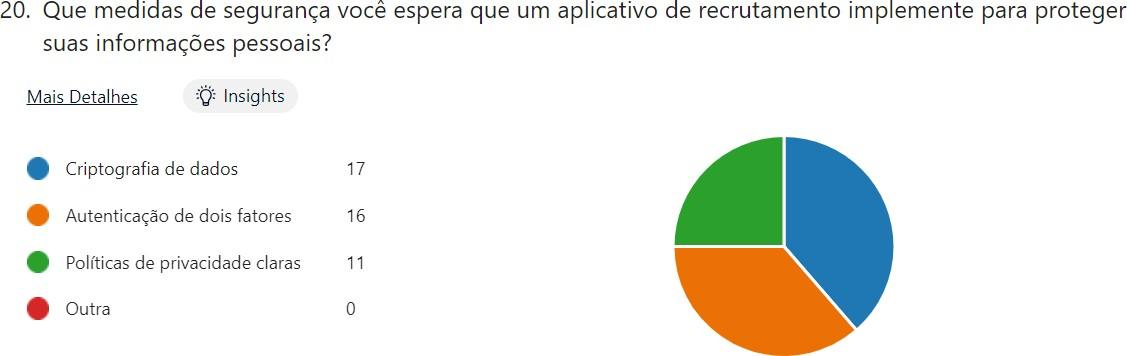 20. Que medidas de segurança você espera que um aplicativo de recrutamento implemente para proteger
suas informações pessoais?
Mais Detalhes Insights
Criptografia de dados 17
Autenticação de dois fatores 16
Políticas de privacidade claras 11
Outra 0